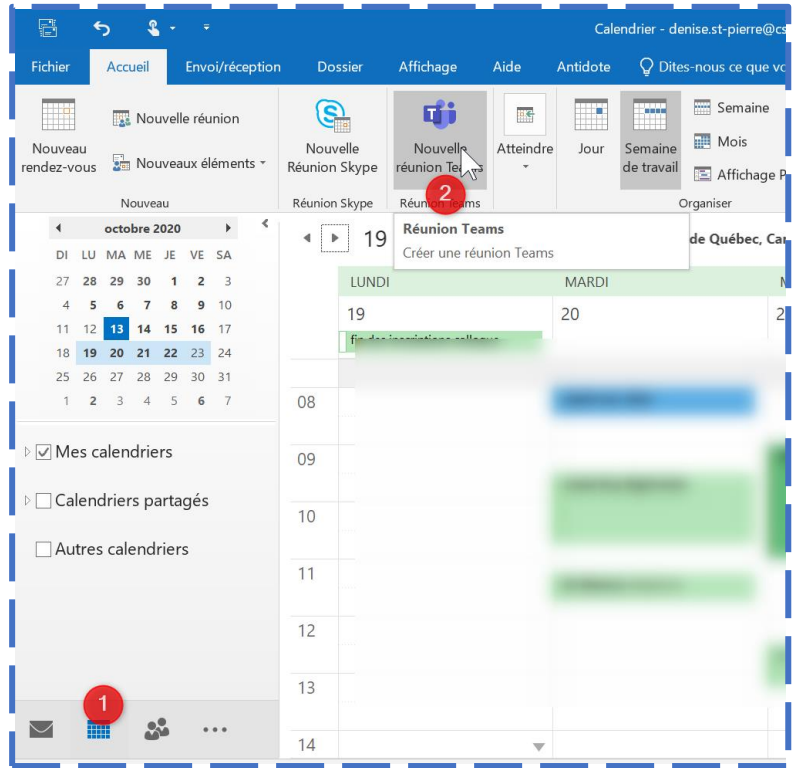 Calendrier - denise.st-pierre@cs
Fichier Accueil Envoi/réception Dossier Affichage Aide Antidote Dites-nous ce que vo
Nouveau rendez-vous
Nouvelle réunion
Nouveaux éléments
Nouveau
Nouvelle Réunion Skype
Réunion Skype
Nouvelle réunion Teams
Réunion Teams
2
Atteindre
Jour
Semaine de travail
Semaine
Mois
Affichage P
Organiser
Réunion Teams
Créer une réunion Teams
octobre 2020
DI LU MA ME JE VE SA
27 28 29 30 1 2 3
4 5 6 7 8 9 10
11 12 13 14 15 16 17
18 19 20 21 22 23 24
25 26 27 28 29 30 31
1 2 3 4 5 6 7
Mes calendriers
Calendriers partagés
Autres calendriers
1
19
de Québec, Can
LUNDI MARDI M
19 20 2
fin des inscriptions colloque
08
09
10
11
12
13
14